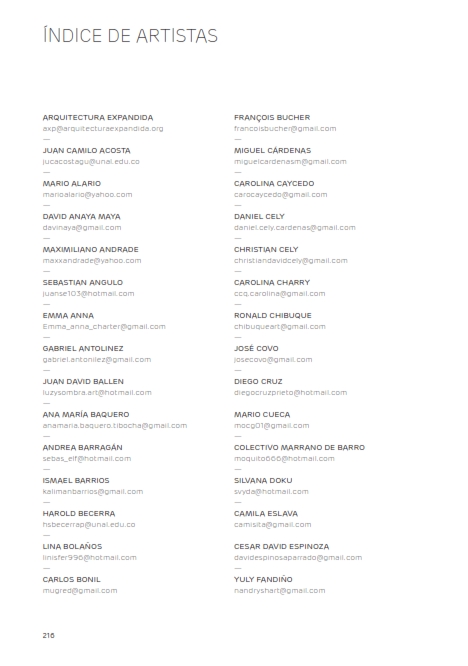 ÍNDICE DE ARTISTAS
ARQUITECTURA EXPANDIDA
axp@arquitecturaexpandida.org
—
JUAN CAMILO ACOSTA
jucacostagu@unal.edu.co
—
MARIO ALARIO
marioalario@yahoo.com
—
DAVID ANAYA MAYA
davinaya@gmail.com
—
MAXIMILIANO ANDRADE
maxxandrade@yahoo.com
—
SEBASTIAN ANGULO
juanse103@hotmail.com
—
EMMA ANNA
Emma_anna_charter@gmail.com
—
GABRIEL ANTOLINEZ
gabriel.antonilez@gmail.com
—
JUAN DAVID BALLEN
luzysombra.art@hotmail.com
—
ANA MARÍA BAQUERO
anamaria.baquero.tibocha@gmail.com
—
ANDREA BARRAGÁN
sebas_elf@hotmail.com
—
ISMAEL BARRIOS
kalimanbarrios@gmail.com
—
HAROLD BECERRA
hsbecerrap@unal.edu.co
—
LINA BOLAÑOS
linisfer996@hotmail.com
—
CARLOS BONIL
mugred@gmail.com
FRANÇOIS BUCHER
francoisbucher@gmail.com
—
MIGUEL CÁRDENAS
miguelcardenasm@gmail.com
—
CAROLINA CAYCEDO
carocaycedo@gmail.com
—
DANIEL CELY
daniel.cely.cardenas@gmail.com
—
CHRISTIAN CELY
christiandavidcely@gmail.com
—
CAROLINA CHARRY
ccq.carolina@gmail.com
—
RONALD CHIBUQUE
chibuqueart@gmail.com
—
JOSÉ COVO
josecovo@gmail.com
—
DIEGO CRUZ
diegocruzprieto@hotmail.com
—
MARIO CUECA
mocg01@gmail.com
—
COLECTIVO MARRANO DE BARRO
moquito666@hotmail.com
—
SILVANA DOKU
svyda@hotmail.com
—
CAMILA ESLAVA
camisita@gmail.com
—
CESAR DAVID ESPINOZA
davidespinosaparrado@gmail.com
—
YULY FANDIÑO
nandryshart@gmail.com
216